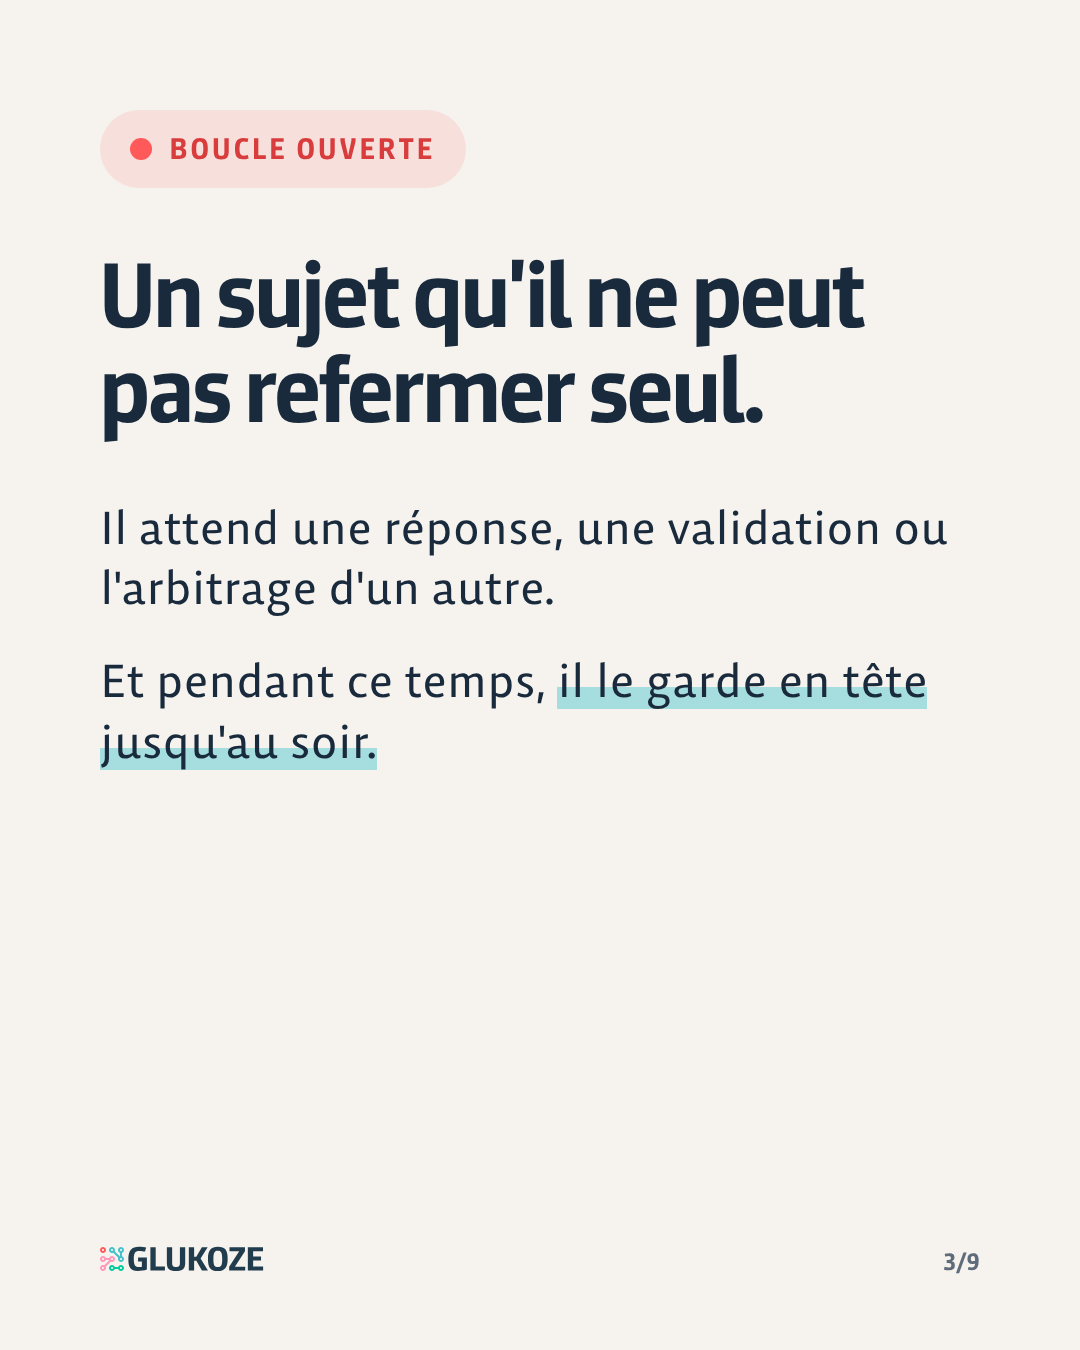 BOUCLE OUVERTE
Un sujet qu'il ne peut
pas refermer seul.
Il attend une réponse, une validation ou
l'arbitrage d'un autre.
Et pendant ce temps, il le garde en tête
jusqu'au soir.
GLUKOZE
3/9